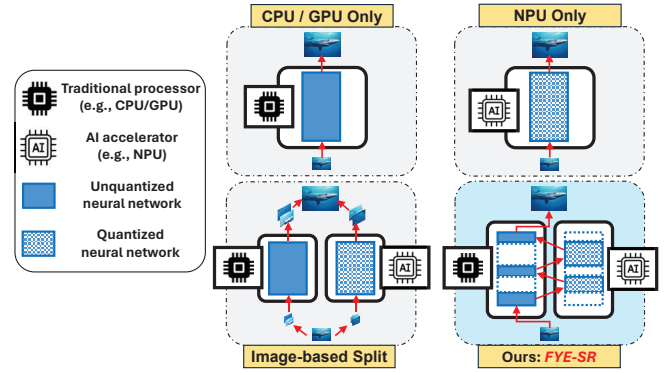 CPU / GPU Only
NPU Only
Traditional processor
(e.g., CPU/GPU)
AI
AI accelerator
(e.g., NPU)
Unquantized
neural network
Quantized
neural network
AI
AI
AI
Image-based Split
Ours: FYE-SR